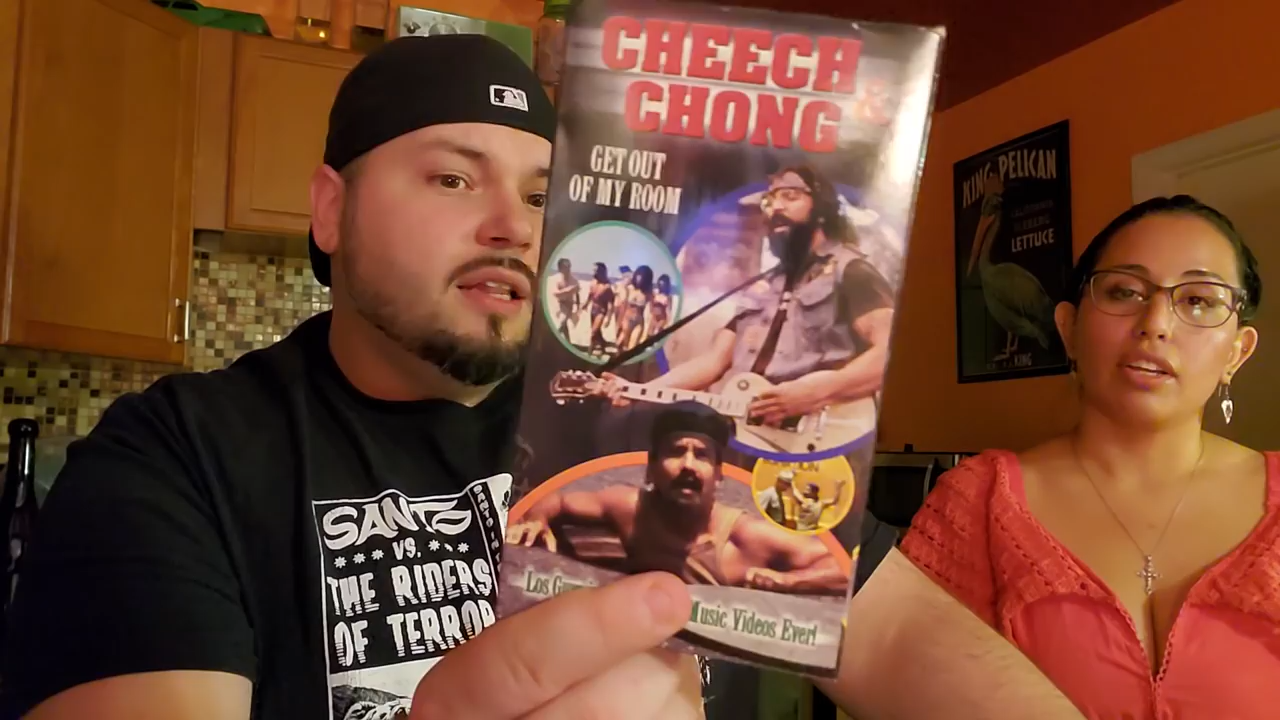 CHEECH &
CHONG
GET OUT
OF MY ROOM
Los
Music Videos Ever!
SANTO
VS.
THE RIDERS
OF TERROR
KING PELICAN
LETTUCE
KING